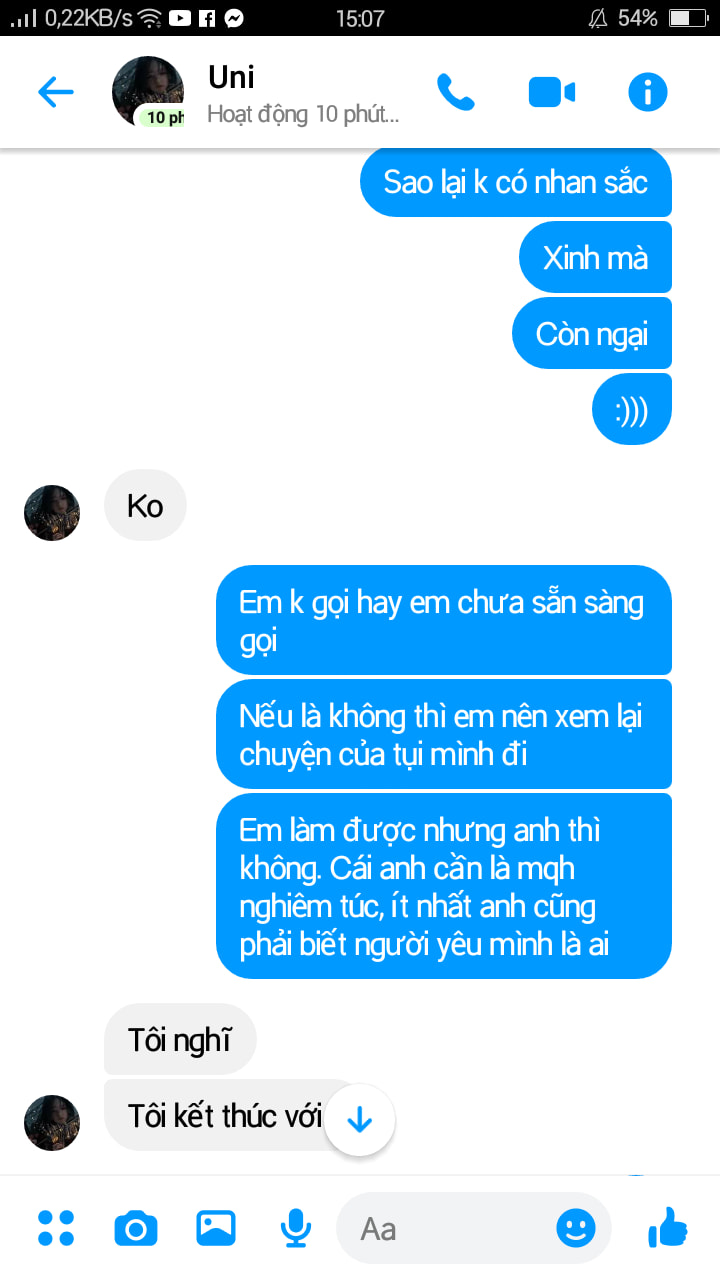 0,22KB/s
15:07
54%
Uni
10 ph
Hoạt động 10 phút...
Sao lại k có nhan sắc
Xinh mà
Còn ngại
:)))
Ko
Em k gọi hay em chưa sẵn sàng
gọi
Nếu là không thì em nên xem lại
chuyện của tụi mình đi
Em làm được nhưng anh thì
không. Cái anh cần là mqh
nghiêm túc, ít nhất anh cũng
phải biết người yêu mình là ai
Tôi nghĩ
Tôi kết thúc với
Aa